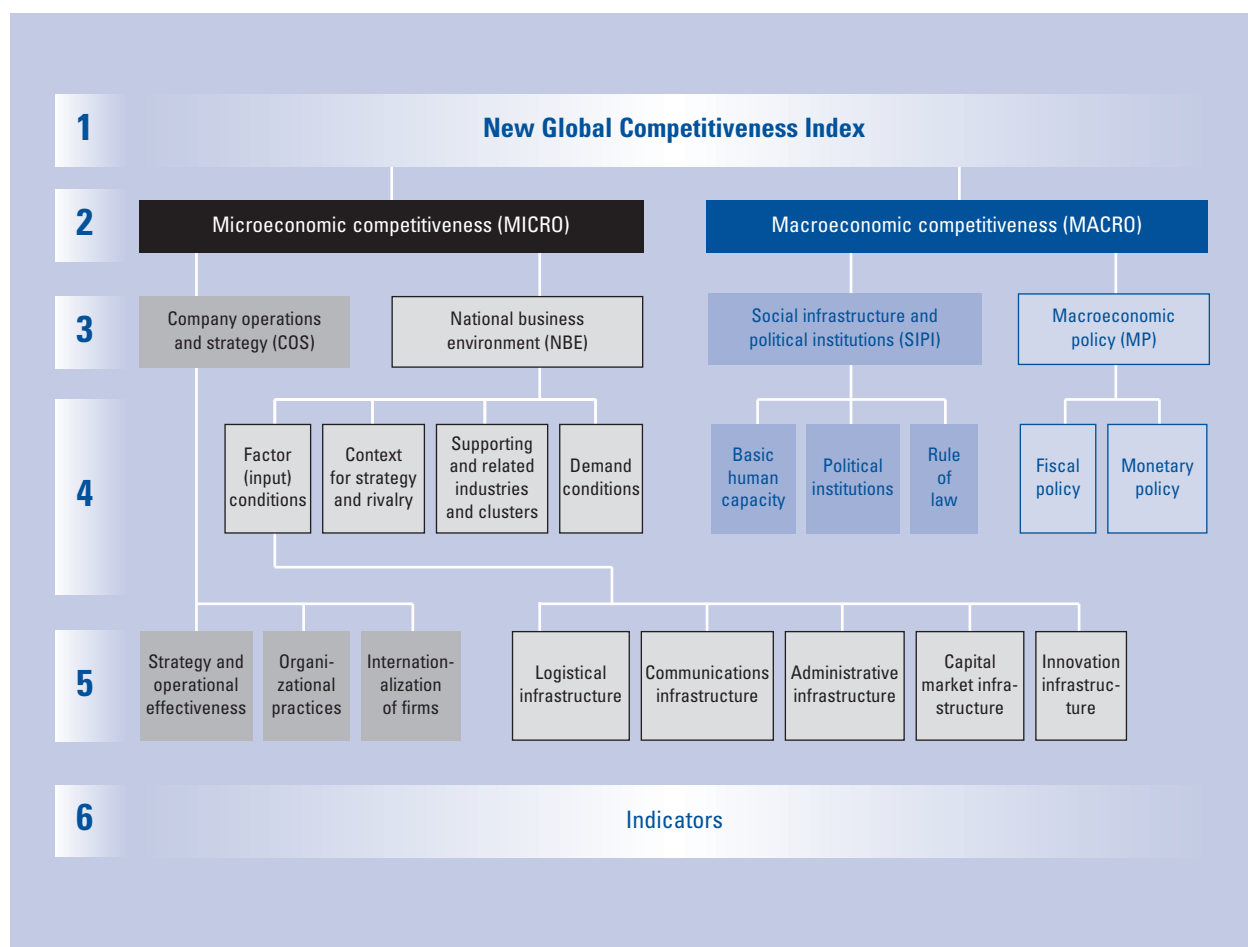 1
New Global Competitiveness Index
2
Microeconomic competitiveness (MICRO)
Macroeconomic competitiveness (MACRO)
3
Company operations
and strategy (COS)
National business
environment (NBE)
Social infrastructure and
political institutions (SIPI)
Macroeconomic
policy (MP)
4
Factor
(input)
conditions
Context
for strategy
and rivalry
Supporting
and related
industries
and clusters
Demand
conditions
Basic
human
capacity
Political
institutions
Rule
of
law
Fiscal
policy
Monetary
policy
5
Strategy and
operational
effectiveness
Organi-
zational
practices
Internation-
alization
of firms
Logistical
infrastructure
Communications
infrastructure
Administrative
infrastructure
Capital
market infra-
structure
Innovation
infrastruc-
ture
6
Indicators